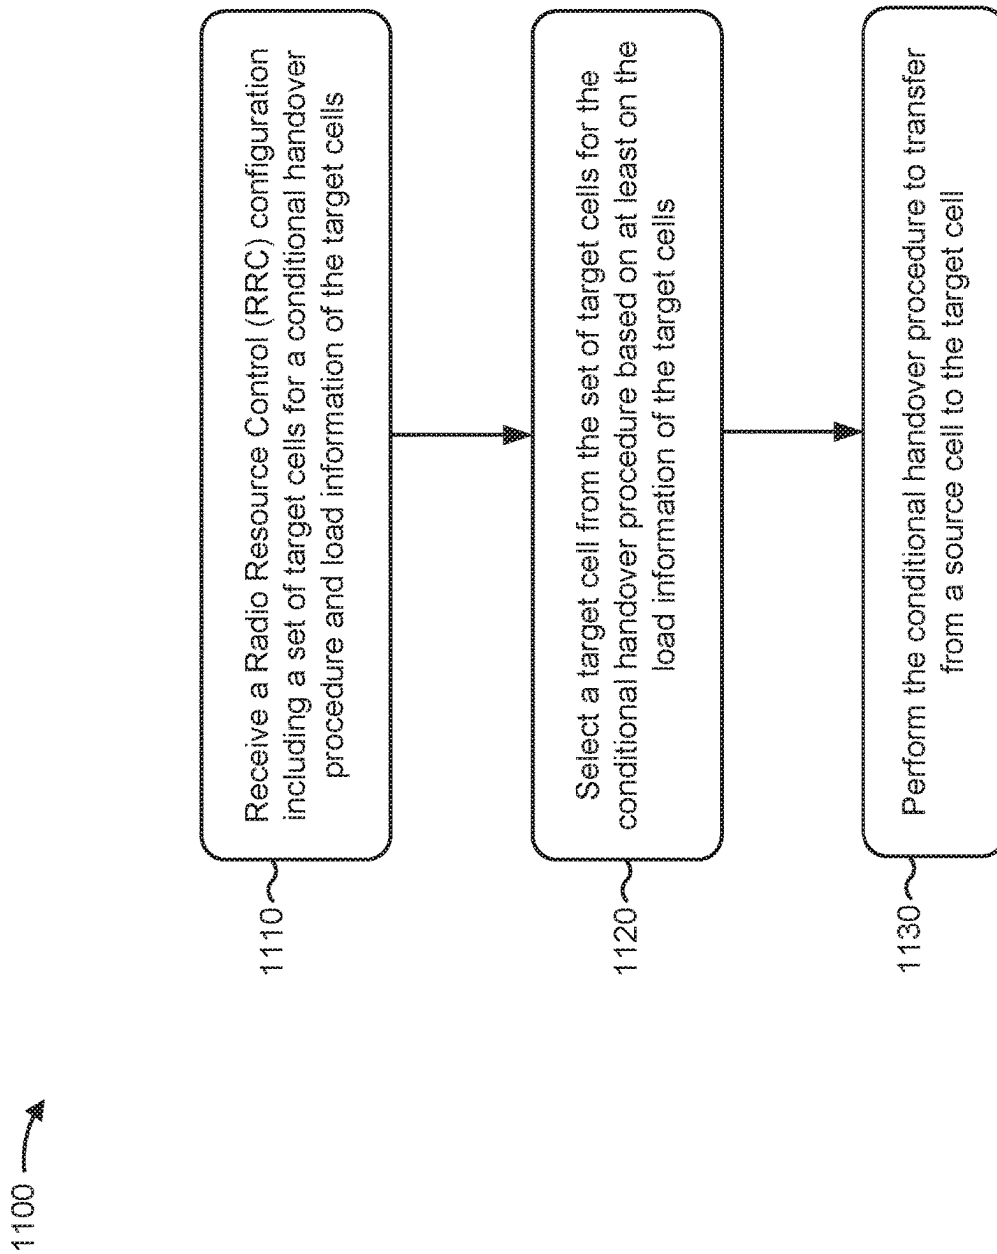 1100
1110
Receive a Radio Resource Control (RRC) configuration
including a set of target cells for a conditional handover
procedure and load information of the target cells
1120
Select a target cell from the set of target cells for the
conditional handover procedure based on at least on the
load information of the target cells
1130
Perform the conditional handover procedure to transfer
from a source cell to the target cell